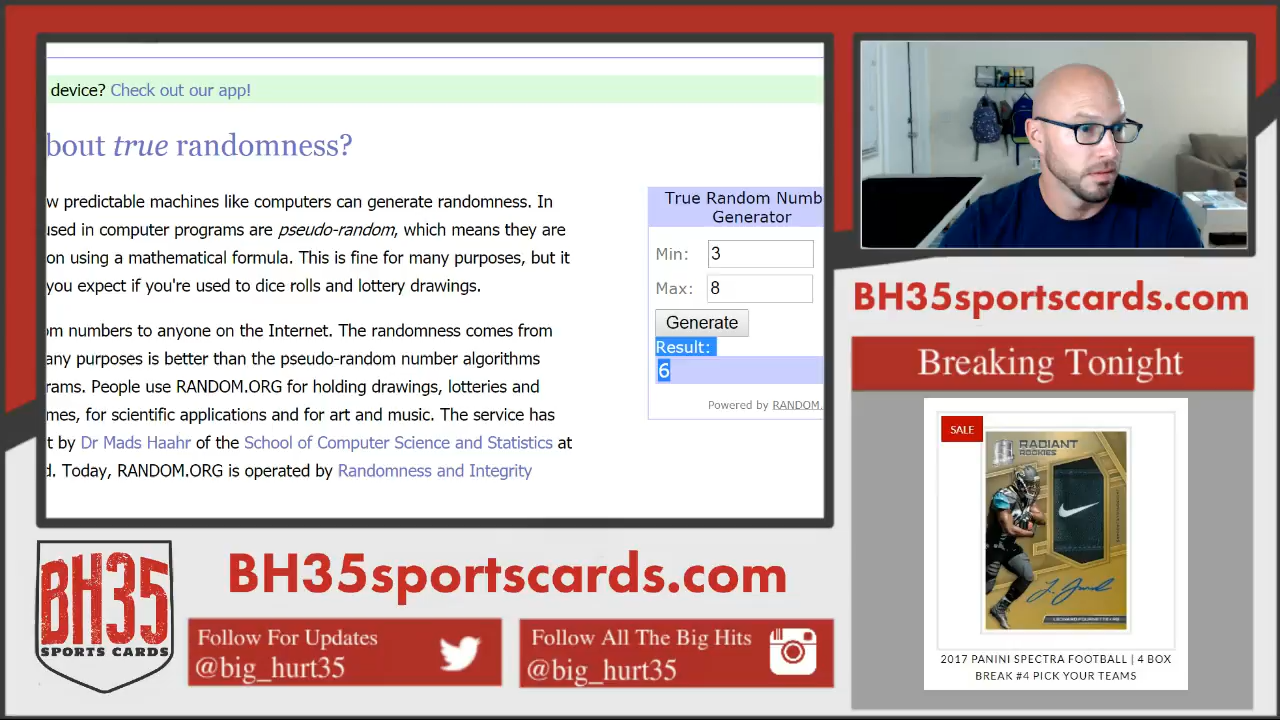 device? Check out our app!
bout true randomness?
w predictable machines like computers can generate randomness. In
used in computer programs are pseudo-random, which means they are
on using a mathematical formula. This is fine for many purposes, but it
you expect if you're used to dice rolls and lottery drawings.
om numbers to anyone on the Internet. The randomness comes from
any purposes is better than the pseudo-random number algorithms
rams. People use RANDOM.ORG for holding drawings, lotteries and
mes, for scientific applications and for art and music. The service has
t by Dr Mads Haahr of the School of Computer Science and Statistics at
d. Today, RANDOM.ORG is operated by Randomness and Integrity
True Random Numb
Generator
Min: 3
Max: 8
Generate
Result:
6
Powered by RANDOM.
BH35sportscards.com
Breaking Tonight
SALE
RADIANT
ROOKIES
2017 PANINI SPECTRA FOOTBALL | 4 BOX
BREAK #4 PICK YOUR TEAMS
BH35
SPORTS CARDS
BH35sportscards.com
Follow For Updates
@big_hurt35
Follow All The Big Hits
@big_hurt35